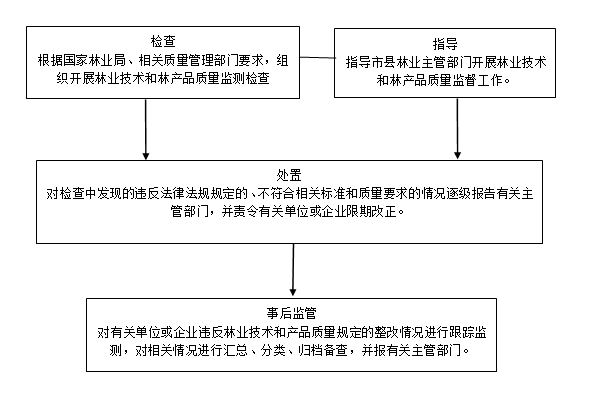 检查
根据国家林业局、相关质量管理部门要求，组
织开展林业技术和林产品质量监测检查
指导
指导市县林业主管部门开展林业技术
和林产品质量监督工作。
处置
对检查中发现的违反法律法规规定的、不符合相关标准和质量要求的情况逐级报告有关主
管部门，并责令有关单位或企业限期改正。
事后监管
对有关单位或企业违反林业技术和产品质量规定的整改情况进行跟踪监
测，对相关情况进行汇总、分类、归档备查，并报有关主管部门。